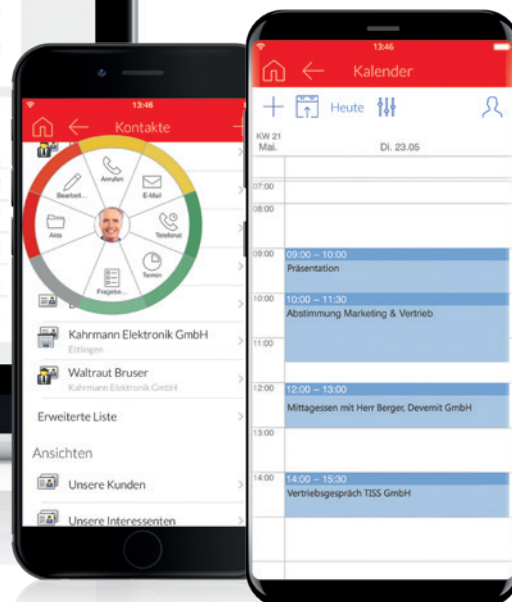 13:46
Kontakte
Anrufen
Bearbeit...
E-Mail
Akte
Telefonat
Fragebo...
Termin
Kahrmann Elektronik GmbH
Ettlingen
Waltraut Bruser
Kahrmann Elektronik GmbH
Erweiterte Liste
Ansichten
Unsere Kunden
Unsere Interessenten
13:46
Kalender
Heute
KW 21
Mai.
Di. 23.05
07:00
08:00
09:00
09:00 – 10:00
Präsentation
10:00
10:00 – 11:30
Abstimmung Marketing & Vertrieb
11:00
12:00
12:00 – 13:00
Mittagessen mit Herr Berger, Devemit GmbH
13:00
14:00
14:00 – 15:30
Vertriebsgespräch TISS GmbH